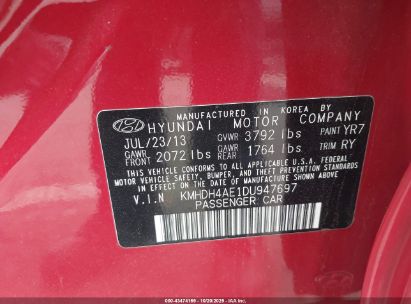 MANUFACTURED IN KOREA BY
HYUNDAI MOTOR COMPANY
JUL/23/13 GVWR 3792 lbs PAINT YR7
GAWR FRONT 2072 lbs GAWR REAR 1764 lbs TRIM RY
THIS VEHICLE CONFORMS TO ALL APPLICABLE U.S.A. FEDERAL
MOTOR VEHICLE SAFETY, BUMPER, AND THEFT PREVENTION
STANDARDS IN EFFECT ON THE DATE OF MANUFACTURE SHOWN ABOVE.
V.I.N KMHDH4AE1DU947697
PASSENGER CAR